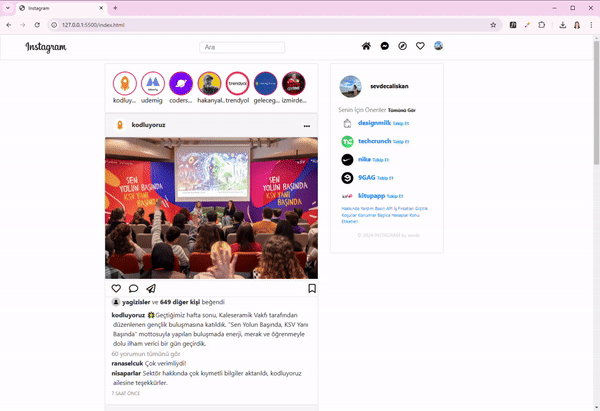 Instagram
127.0.0.1:5500/index.html
Instagram
Ara
kodluy... udemig coders... hakanyal... trendyol geleceg... izmirde...
kodluyoruz
SEN YOLUN BAŞINDA KSV YANI BAŞINDA
yagizisler ve 649 diğer kişi beğendi
kodluyoruz Geçtiğimiz hafta sonu, Kaleseramik Vakfı tarafından
düzenlenen gençlik buluşmasına katıldık. "Sen Yolun Başında, KSV Yanı
Başında" mottosuyla yapılan buluşmada enerji, merak ve öğrenmeyle
dolu ilham verici bir gün geçirdik.
60 yorumun tümünü gör
ranaselcuk Çok verimliydi!
nisaparlar Sektör hakkında çok kıymetli bilgiler aktarıldı, kodluyoruz
ailesine teşekkürler.
7 SAAT ÖNCE
sevdecaliskan
Senin İçin Öneriler Tümünü Gör
designmilk Takip Et
techcrunch Takip Et
nike Takip Et
9GAG Takip Et
kitupapp Takip Et
Hakkında Yardım Basın API İş Fırsatları Gizlilik
Koşullar Konumlar Başlıca Hesaplar Konu
Etiketleri
© 2024 INSTAGRAM by sevde